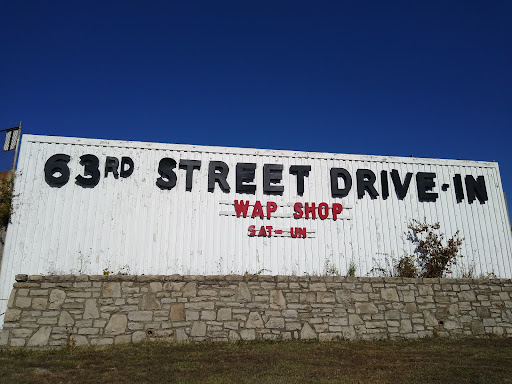 63RD STREET DRIVE-IN
WAP SHOP
SAT- UN